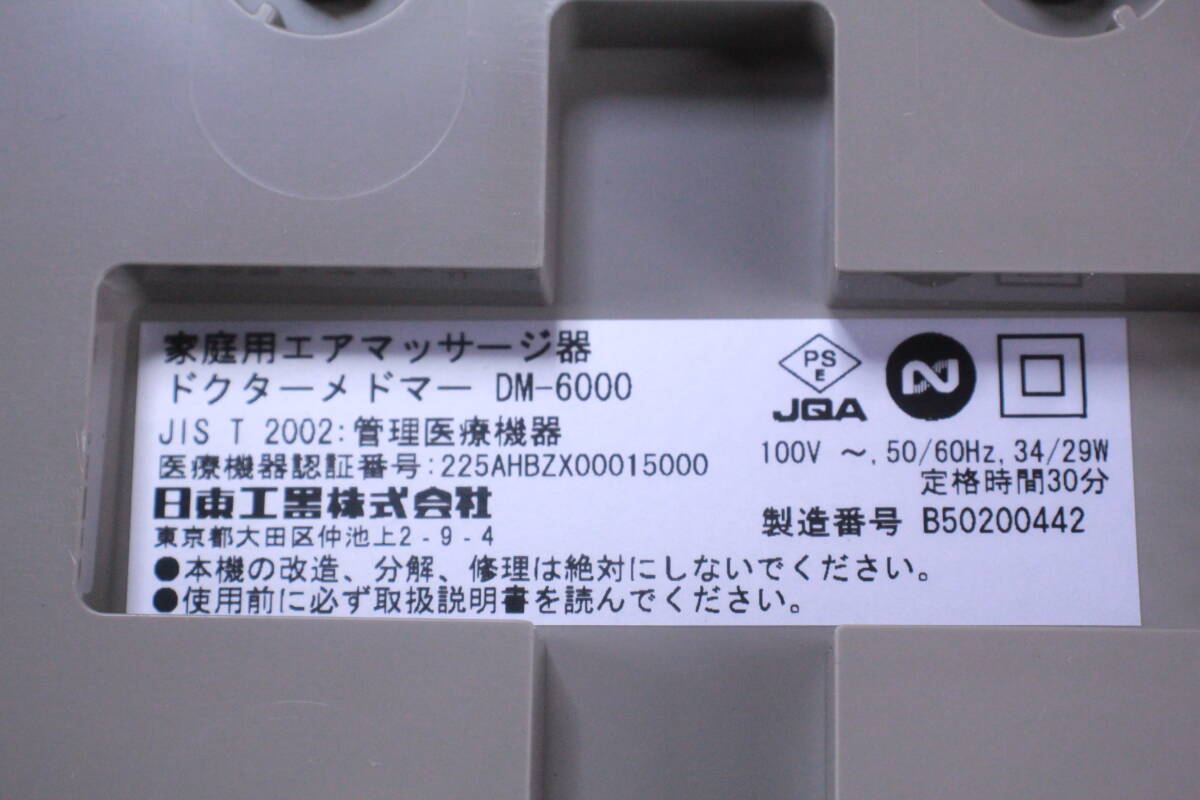 家庭用エアマッサージ器
ドクターメドマー DM-6000
JIS T 2002:管理医療機器
医療機器認証番号:225AHBZX00015000
日東工器株式会社
東京都大田区仲池上2-9-4
PS
E
JQA
100V ～, 50/60Hz, 34/29W
定格時間30分
製造番号 B50200442
●本機の改造、分解、修理は絶対にしないでください。
●使用前に必ず取扱説明書を読んでください。